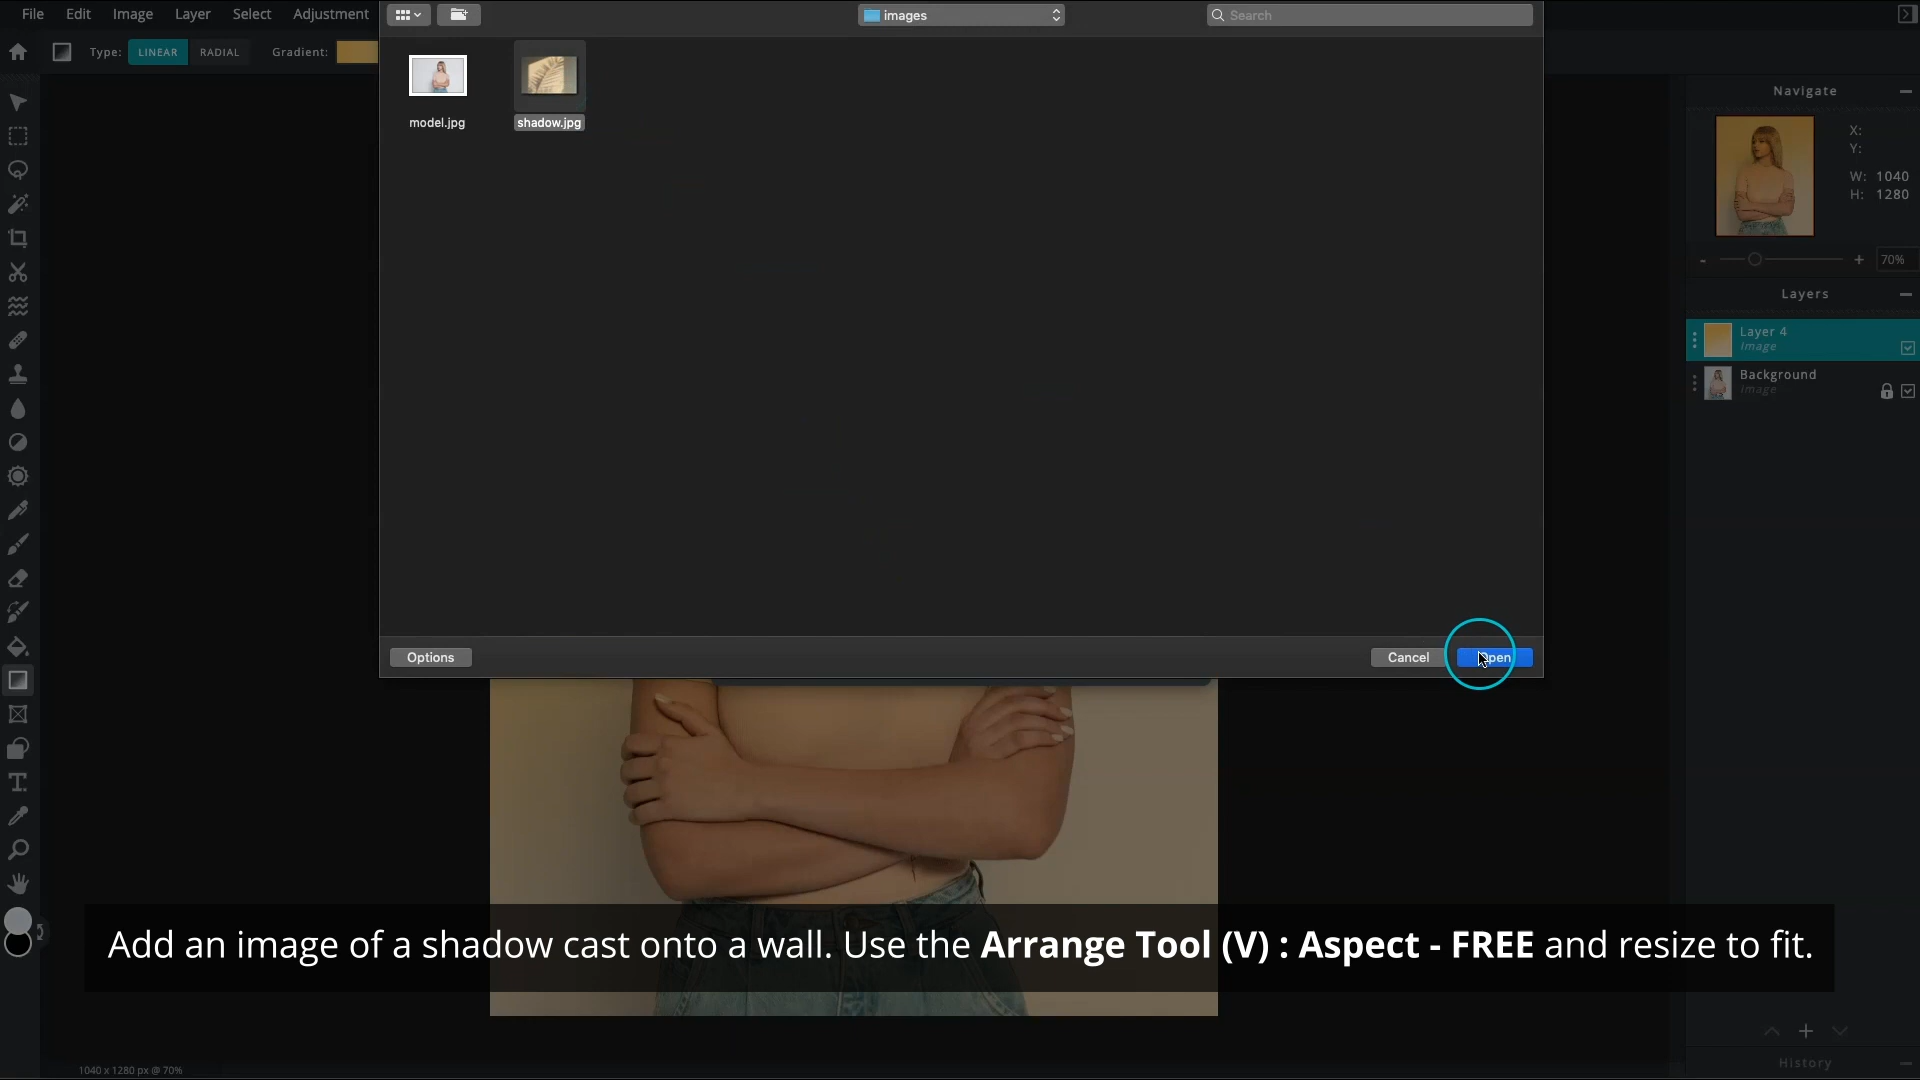 File Edit Image Layer Select Adjustment
images
Search
Type: LINEAR RADIAL Gradient:
model.jpg
shadow.jpg
Navigate
X:
Y:
W: 1040
H: 1280
- + 70%
Layers
Layer 4
Image
Background
Image
Options
Cancel
Open
Add an image of a shadow cast onto a wall. Use the Arrange Tool (V) : Aspect - FREE and resize to fit.
History
1040 x 1280 px @ 70%